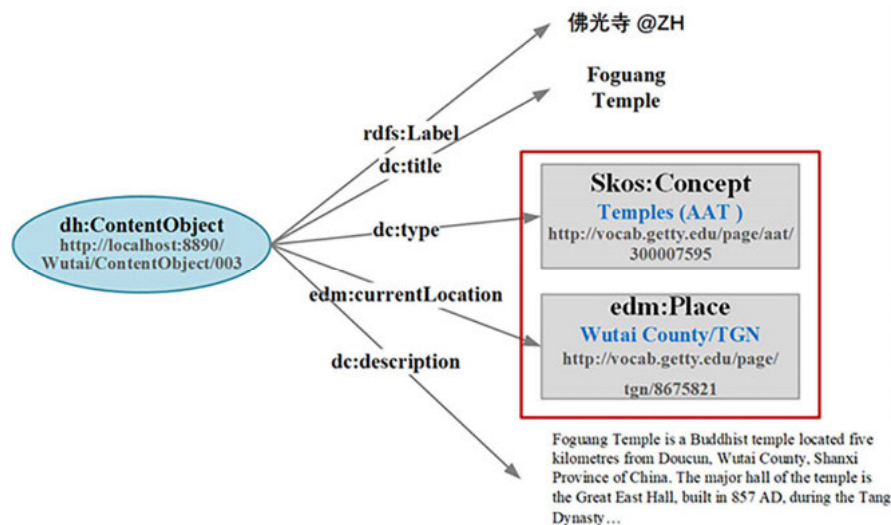 佛光寺 @ZH
Foguang
Temple
rdfs:Label
dc:title
dh:ContentObject
http://localhost:8890/
Wutai/ContentObject/003
dc:type
Skos:Concept
Temples (AAT )
http://vocab.getty.edu/page/aat/
300007595
edm:currentLocation
edm:Place
Wutai County/TGN
http://vocab.getty.edu/page/
tgn/8675821
dc:description
Foguang Temple is a Buddhist temple located five
kilometres from Doucun, Wutai County, Shanxi
Province of China. The major hall of the temple is
the Great East Hall, built in 857 AD, during the Tang
Dynasty…